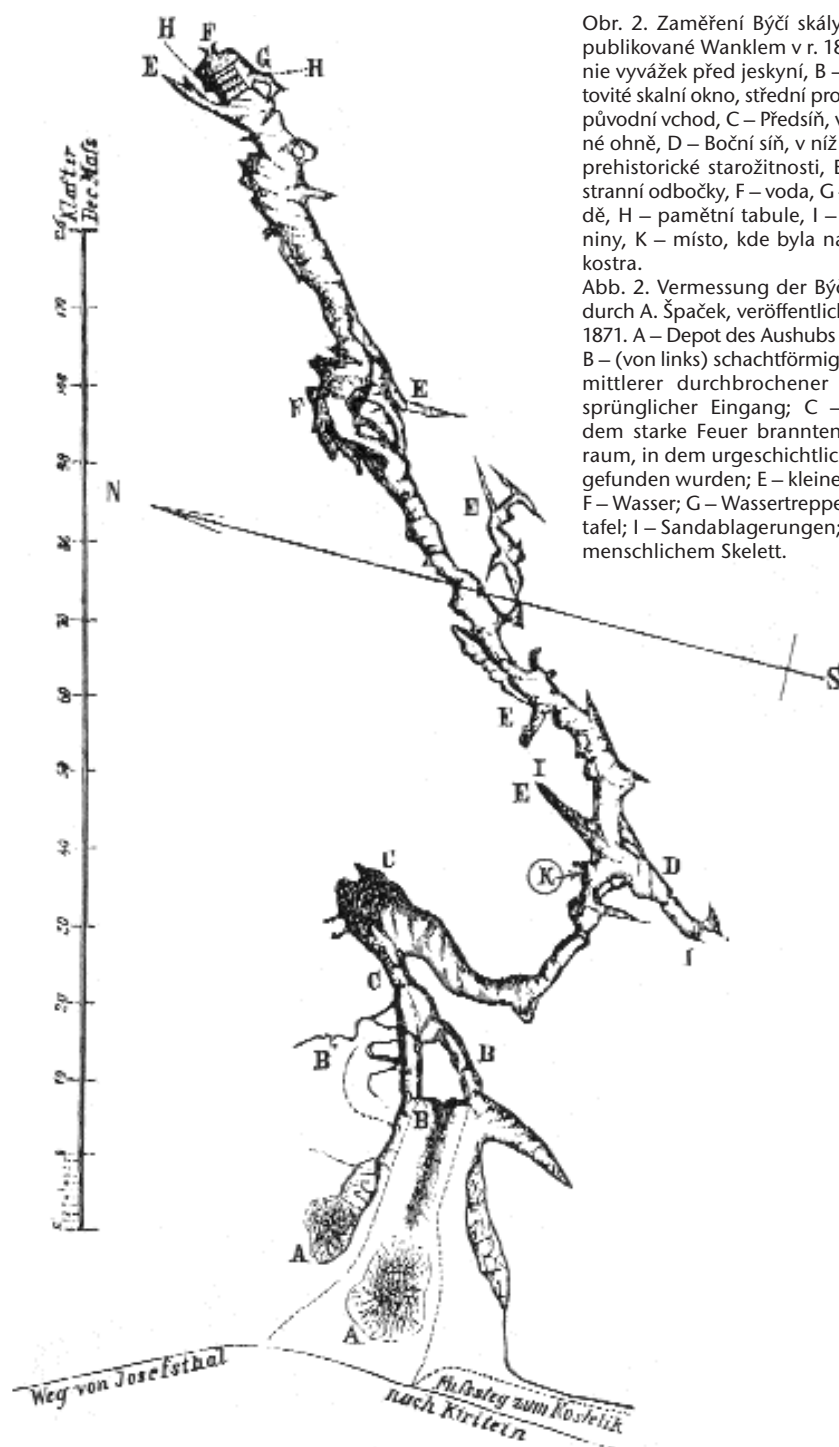 Obr. 2. Zaměření Býčí skály
publikované Wanklem v r. 18
nie vyvážek před jeskyní, B –
tovité skalní okno, střední pro
původní vchod, C – Předsíň, v
né ohně, D – Boční síň, v níž
prehistorické starožitnosti, E
stranní odbočky, F – voda, G –
dě, H – pamětní tabule, I –
niny, K – místo, kde byla na
kostra.
Abb. 2. Vermessung der Býč
durch A. Špaček, veröffentlich
1871. A – Depot des Aushubs
B – (von links) schachtförmig
mittlerer durchbrochener
sprünglicher Eingang; C –
dem starke Feuer brannten
raum, in dem urgeschichtlic
gefunden wurden; E – kleine
F – Wasser; G – Wassertreppe
tafel; I – Sandablagerungen;
menschlichem Skelett.
H
F
G
H
E
Klafter
Dec Mass
F
E
N
E
S
E
I
E
D
K
C
I
C
B
B
B
A
A
Weg von Josefsthal
nach Kiritein
Fußsteg zum Kostelik